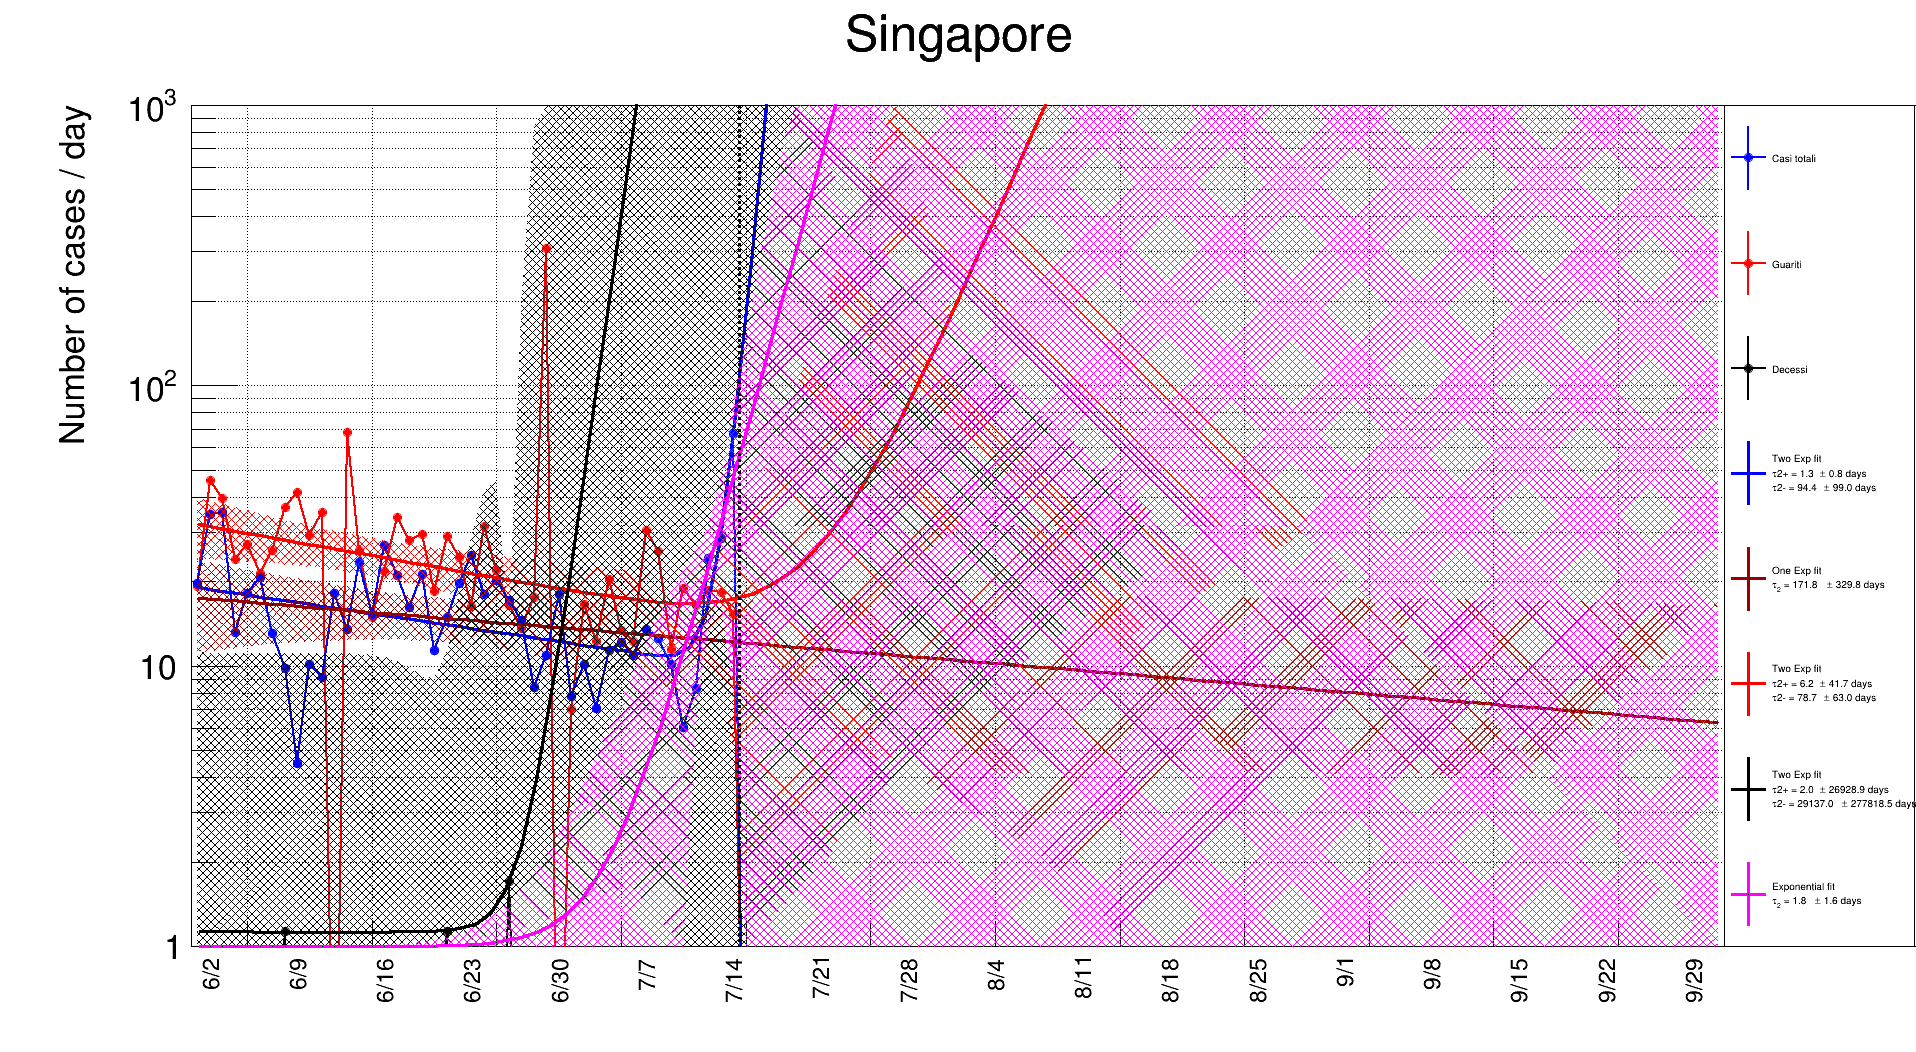 Singapore
Number of cases / day
10³
10²
10
1
6/2
6/9
6/16
6/23
6/30
7/7
7/14
7/21
7/28
8/4
8/11
8/18
8/25
9/1
9/8
9/15
9/22
9/29
Casi totali
Guariti
Decessi
Two Exp fit
τ2+ = 1.3 ± 0.8 days
τ2- = 94.4 ± 99.0 days
One Exp fit
τ₂ = 171.8 ± 329.8 days
Two Exp fit
τ2+ = 6.2 ± 41.7 days
τ2- = 78.7 ± 63.0 days
Two Exp fit
τ2+ = 2.0 ± 26928.9 days
τ2- = 29137.0 ± 277818.5 days
Exponential fit
τ₂ = 1.8 ± 1.6 days